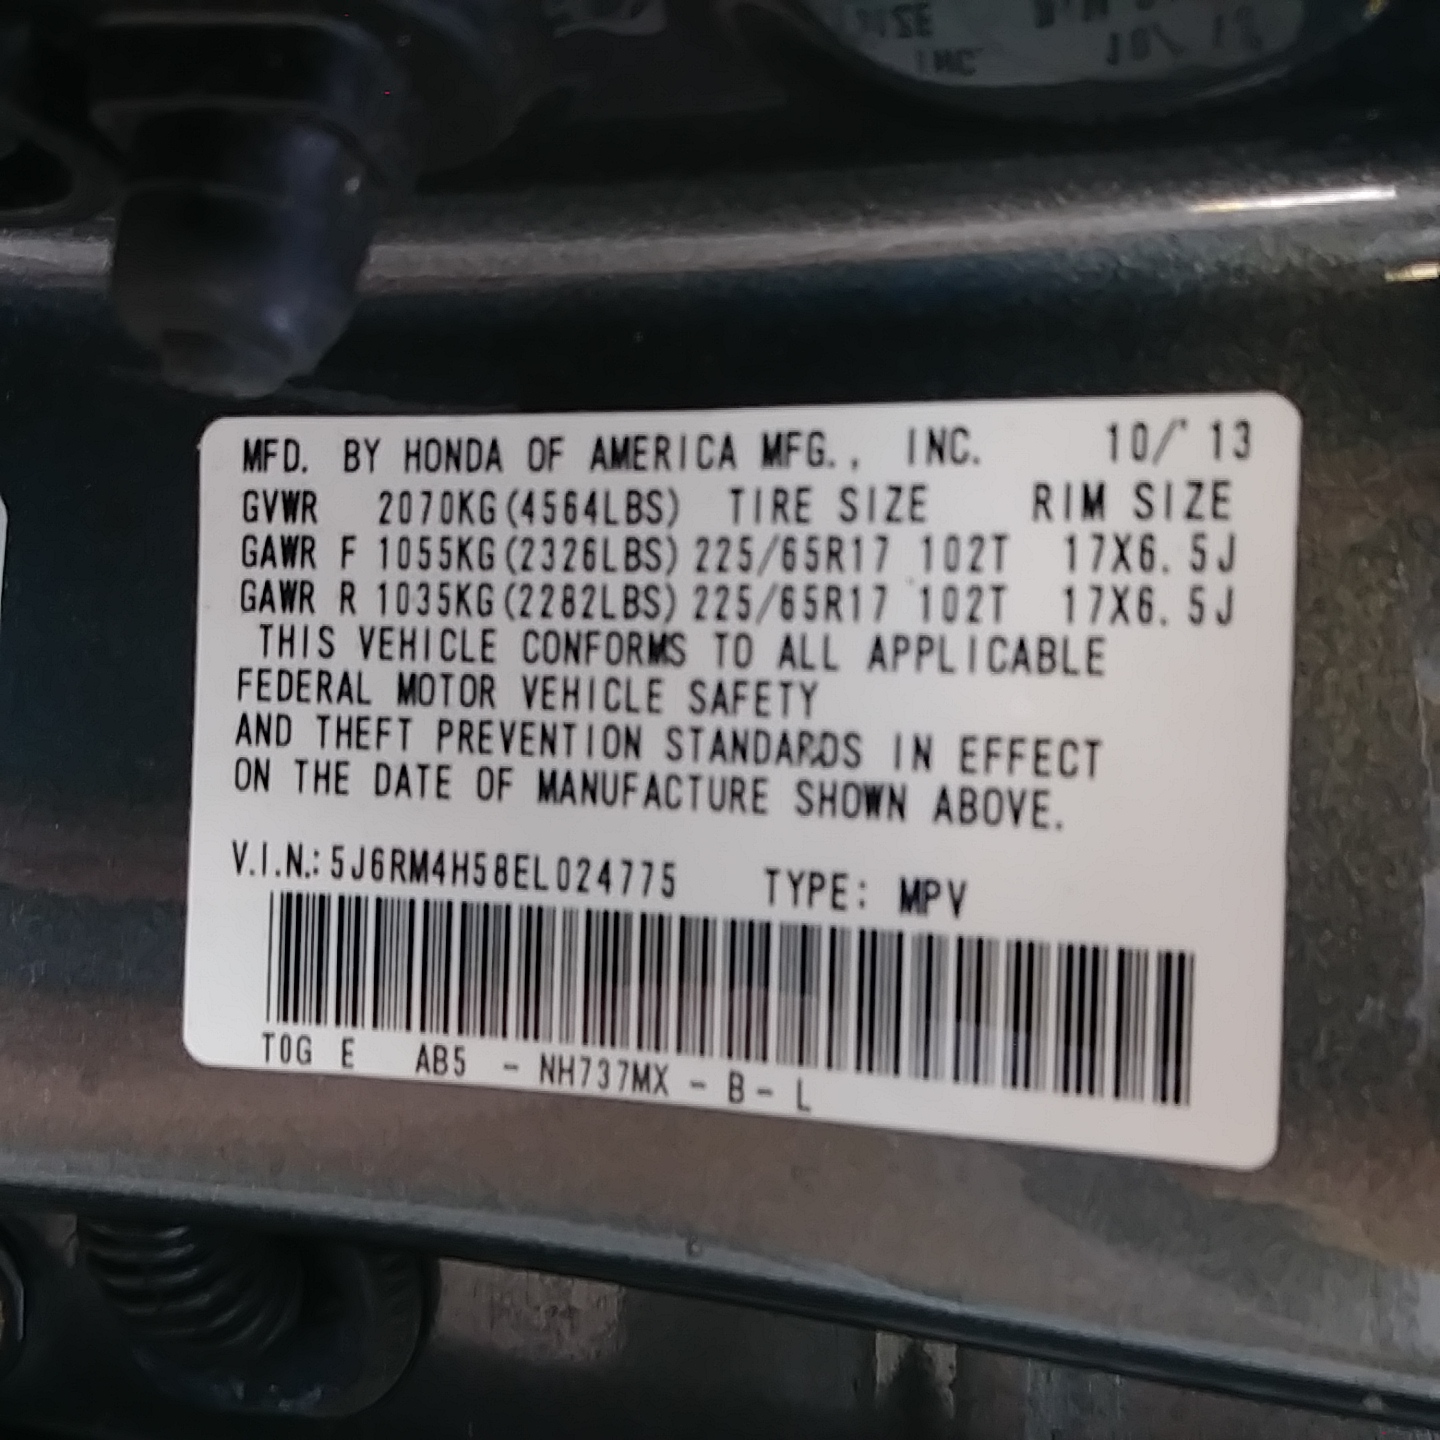 MFD. BY HONDA OF AMERICA MFG., INC. 10/'13
GVWR 2070KG(4564LBS) TIRE SIZE RIM SIZE
GAWR F 1055KG(2326LBS) 225/65R17 102T 17X6.5J
GAWR R 1035KG(2282LBS) 225/65R17 102T 17X6.5J
THIS VEHICLE CONFORMS TO ALL APPLICABLE
FEDERAL MOTOR VEHICLE SAFETY
AND THEFT PREVENTION STANDARDS IN EFFECT
ON THE DATE OF MANUFACTURE SHOWN ABOVE.
V.I.N.: 5J6RM4H58EL024775 TYPE: MPV
T0G E AB5 - NH737MX - B - L